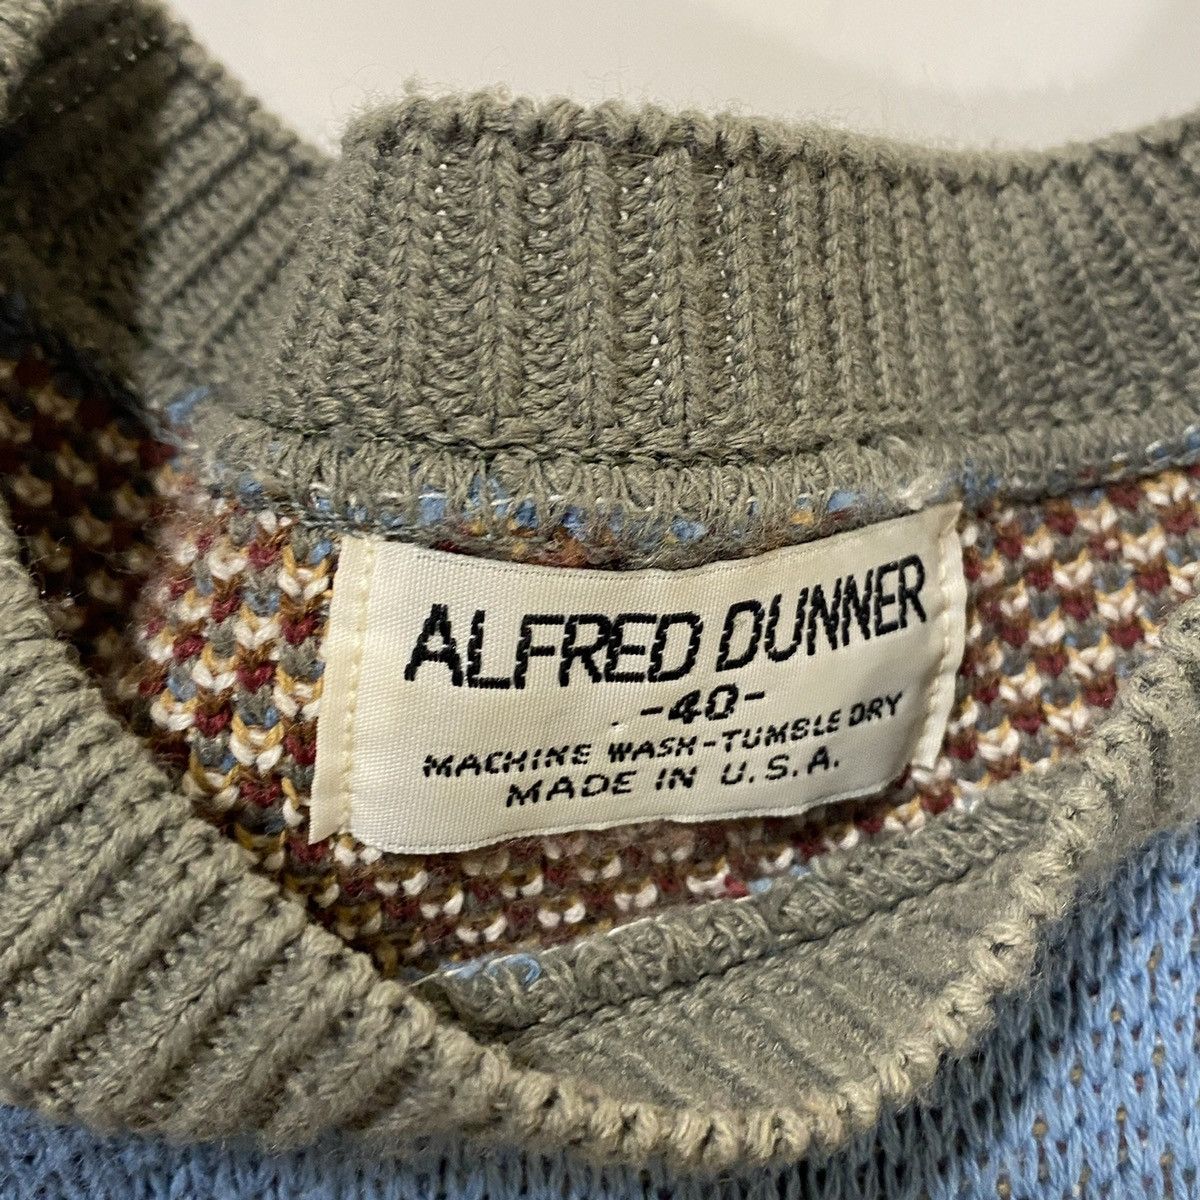 ALFRED DUNNER
-40-
MACHINE WASH-TUMBLE DRY
MADE IN U.S.A.